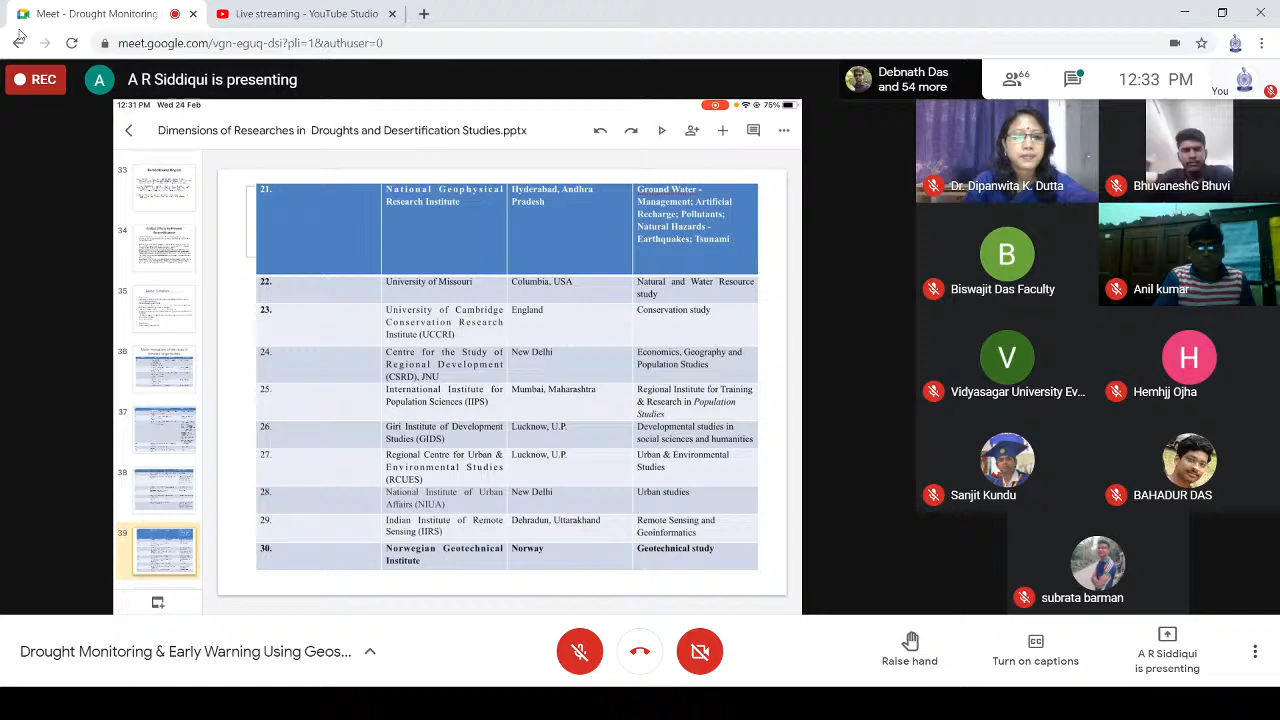 Meet - Drought Monitoring
Live streaming - YouTube Studio
meet.google.com/vgn-eguq-dsi?pli=1&authuser=0
REC
A
A R Siddiqui is presenting
Debnath Das
and 54 more
66
12:33 PM
You
12:31 PM Wed 24 Feb
75%
Dimensions of Researches in Droughts and Desertification Studies.pptx
33
34
35
36
37
38
39
21.
National Geophysical
Research Institute
Hyderabad, Andhra
Pradesh
Ground Water -
Management; Artificial
Recharge; Pollutants;
Natural Hazards -
Earthquakes; Tsunami
22.
University of Missouri
Columbia, USA
Natural and Water Resource
study
23.
University of Cambridge
Conservation Research
Institute (UCCRI)
England
Conservation study
24.
Centre for the Study of
Regional Development
(CSRD), JNU
New Delhi
Economics, Geography and
Population Studies
25.
International Institute for
Population Sciences (IIPS)
Mumbai, Maharashtra
Regional Institute for Training
& Research in Population
Studies
26.
Giri Institute of Development
Studies (GIDS)
Lucknow, U.P.
Developmental studies in
social sciences and humanities
27.
Regional Centre for Urban &
Environmental Studies
(RCUES)
Lucknow, U.P.
Urban & Environmental
Studies
28.
National Institute of Urban
Affairs (NIUA)
New Delhi
Urban studies
29.
Indian Institute of Remote
Sensing (IIRS)
Dehradun, Uttarakhand
Remote Sensing and
Geoinformatics
30.
Norwegian Geotechnical
Institute
Norway
Geotechnical study
Dr. Dipanwita K. Dutta
BhuvaneshG Bhuvi
B
Biswajit Das Faculty
Anil kumar
V
Vidyasagar University Ev...
H
Hemhjj Ojha
Sanjit Kundu
BAHADUR DAS
subrata barman
Drought Monitoring & Early Warning Using Geos...
Raise hand
Turn on captions
A R Siddiqui
is presenting